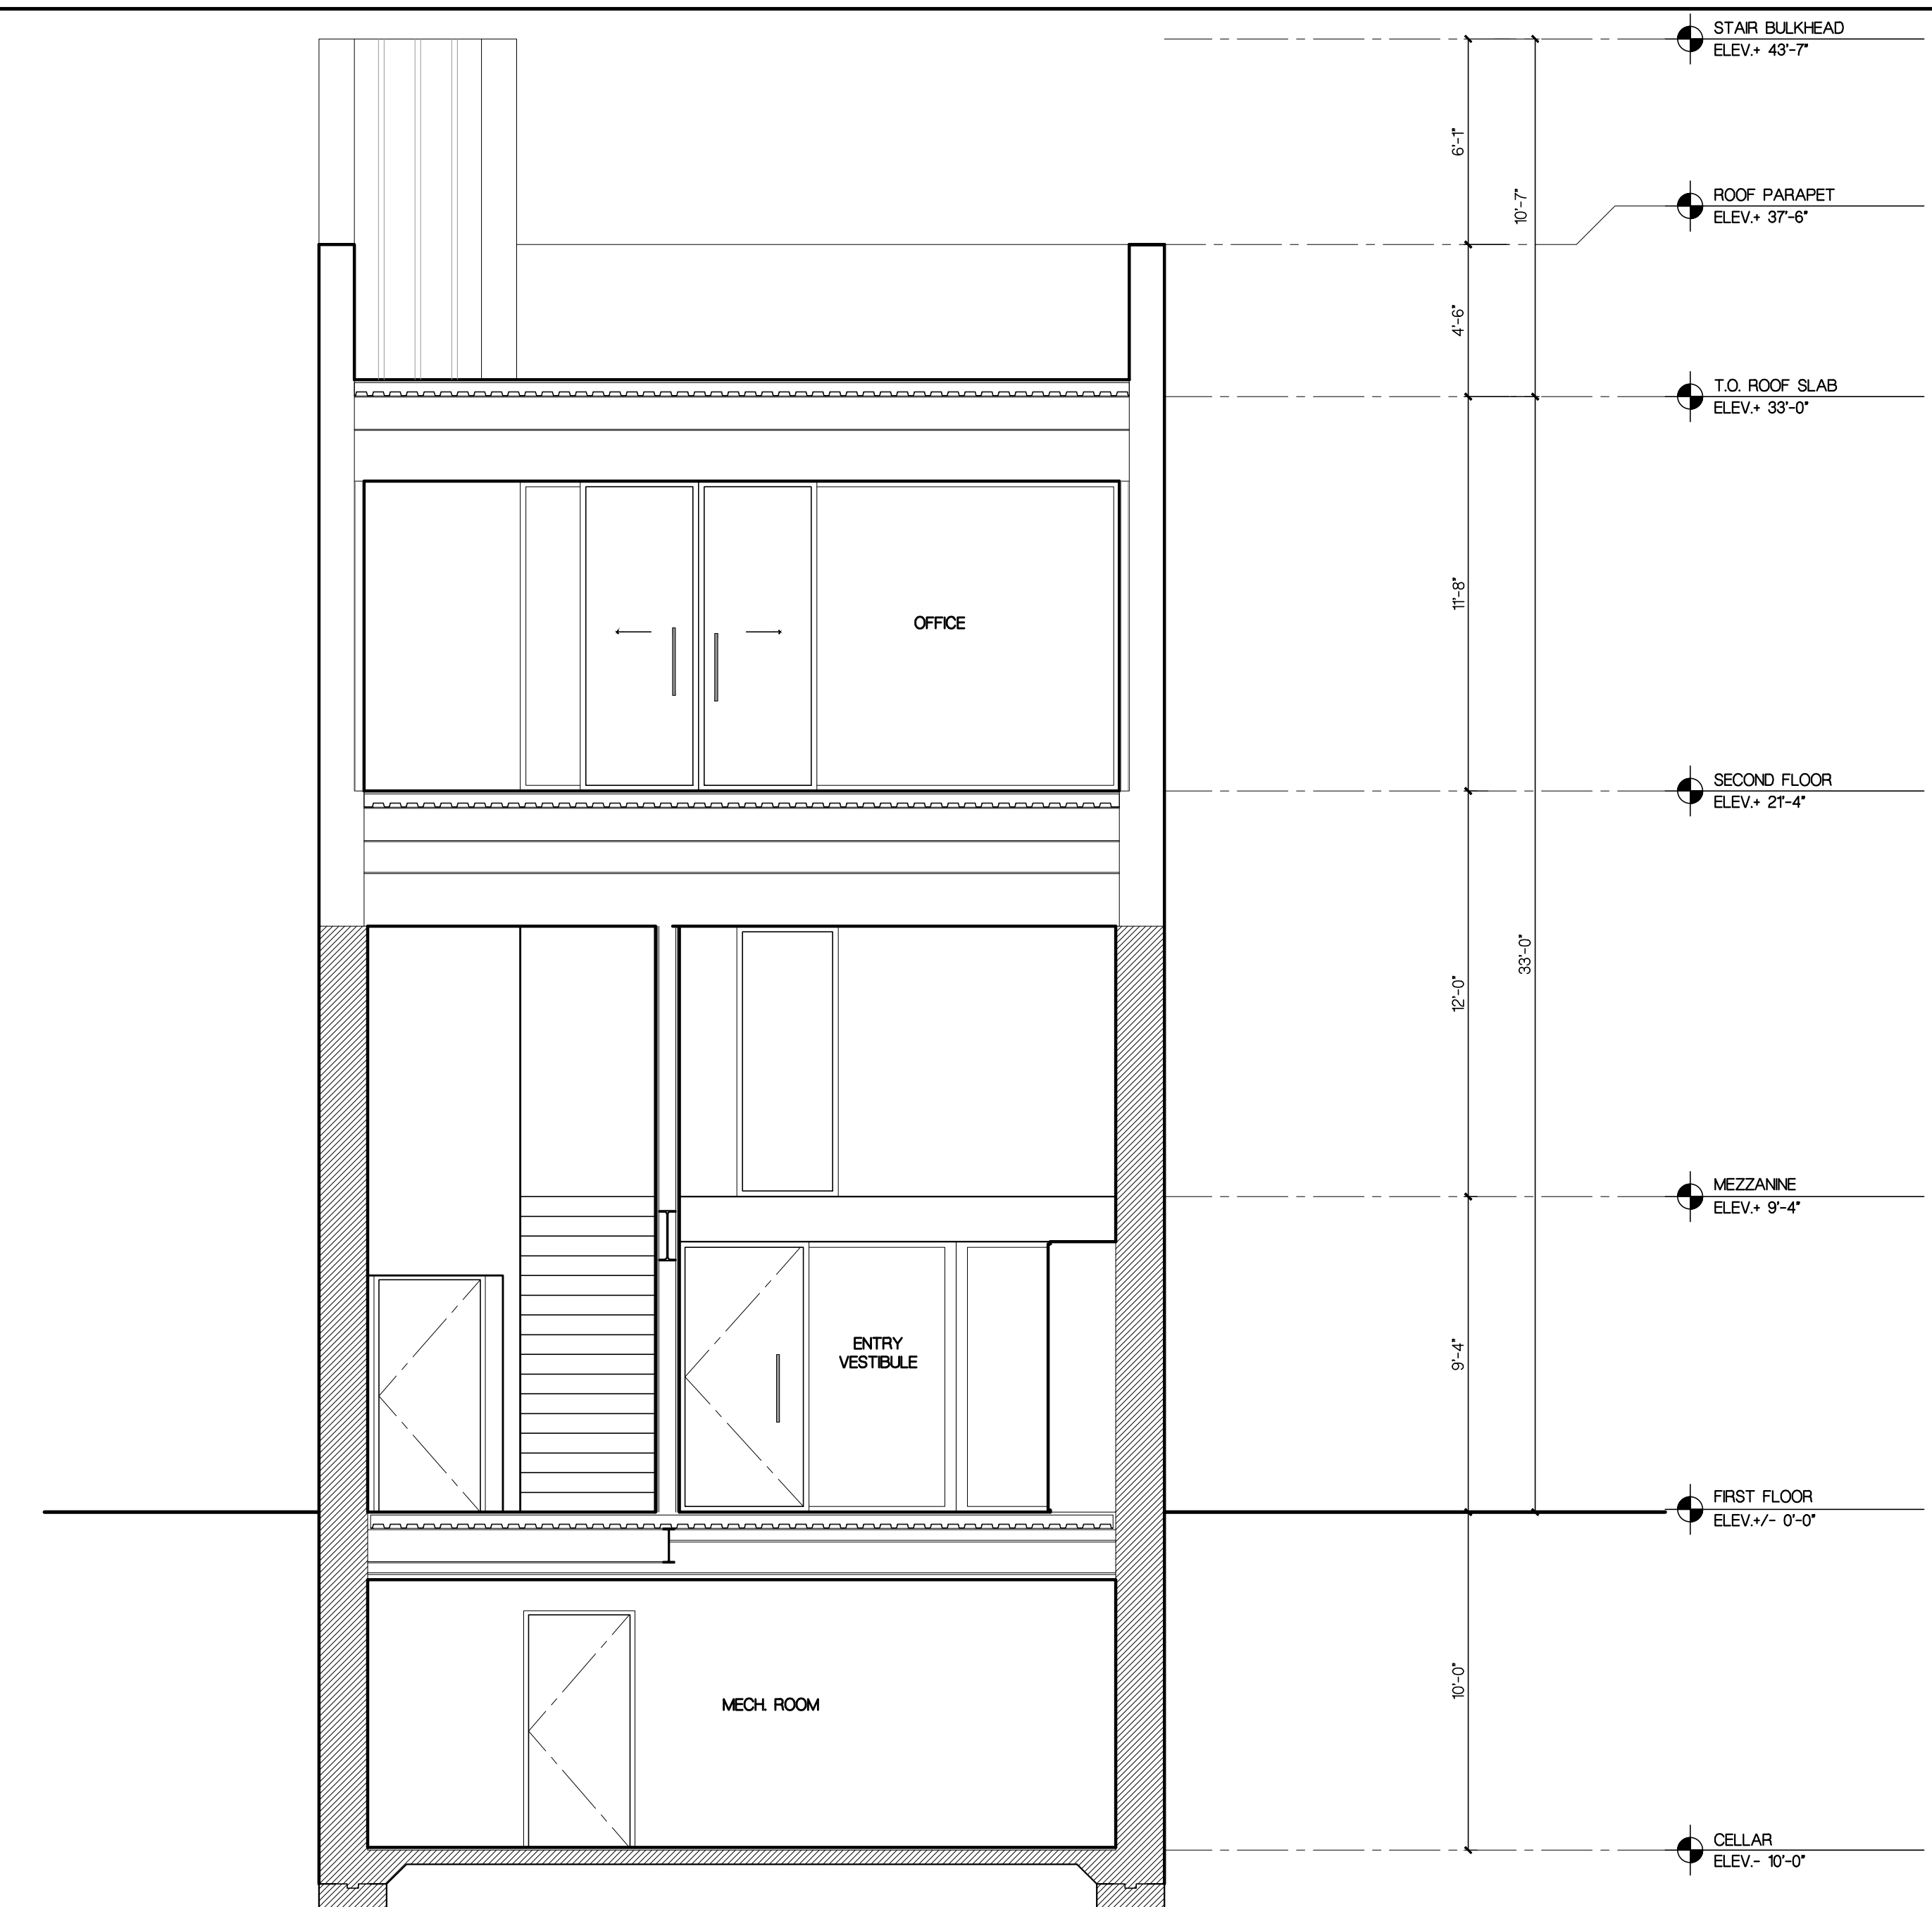 STAIR BULKHEAD
ELEV.+ 43'-7"
6'-1"
10'-7"
ROOF PARAPET
ELEV.+ 37'-6"
4'-6"
T.O. ROOF SLAB
ELEV.+ 33'-0"
11'-8"
OFFICE
SECOND FLOOR
ELEV.+ 21'-4"
33'-0"
12'-0"
MEZZANINE
ELEV.+ 9'-4"
9'-4"
ENTRY
VESTIBULE
FIRST FLOOR
ELEV.+/- 0'-0"
10'-0"
MECH. ROOM
CELLAR
ELEV.- 10'-0"